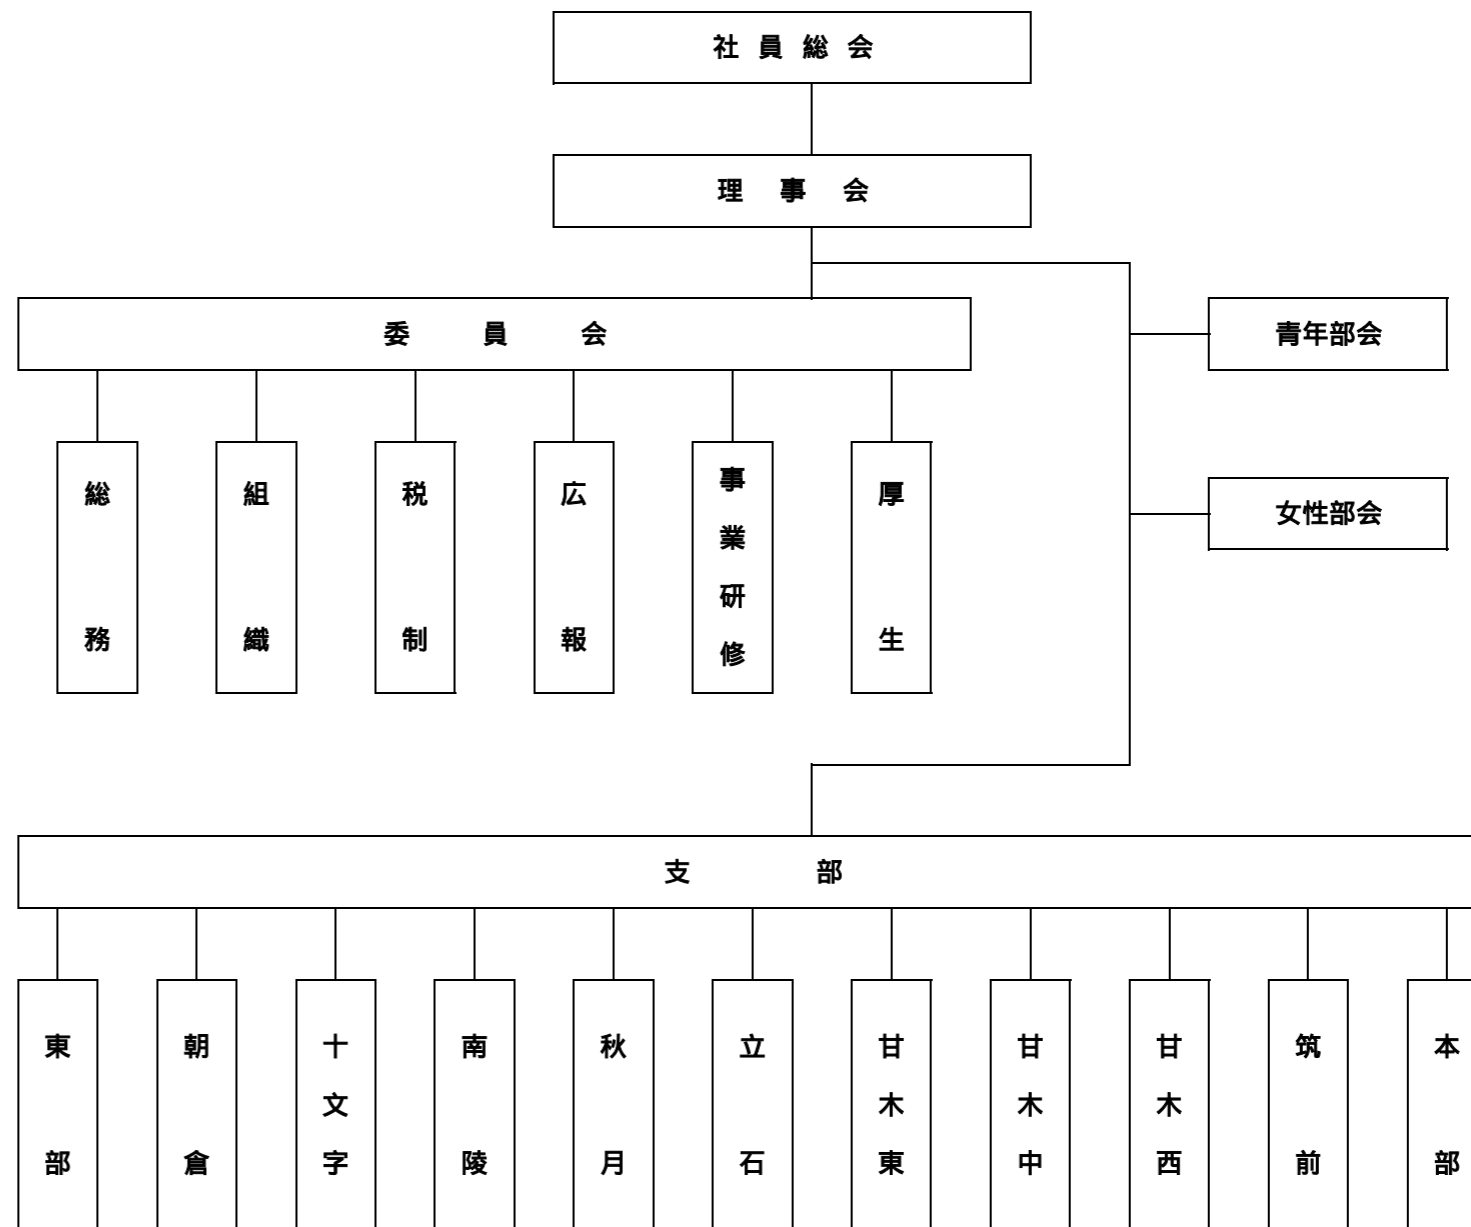 社員総会
理事会
委員会
青年部会
総務
組織
税制
広報
事業研修
厚生
女性部会
支部
東部
朝倉
十文字
南陵
秋月
立石
甘木東
甘木中
甘木西
筑前
本部